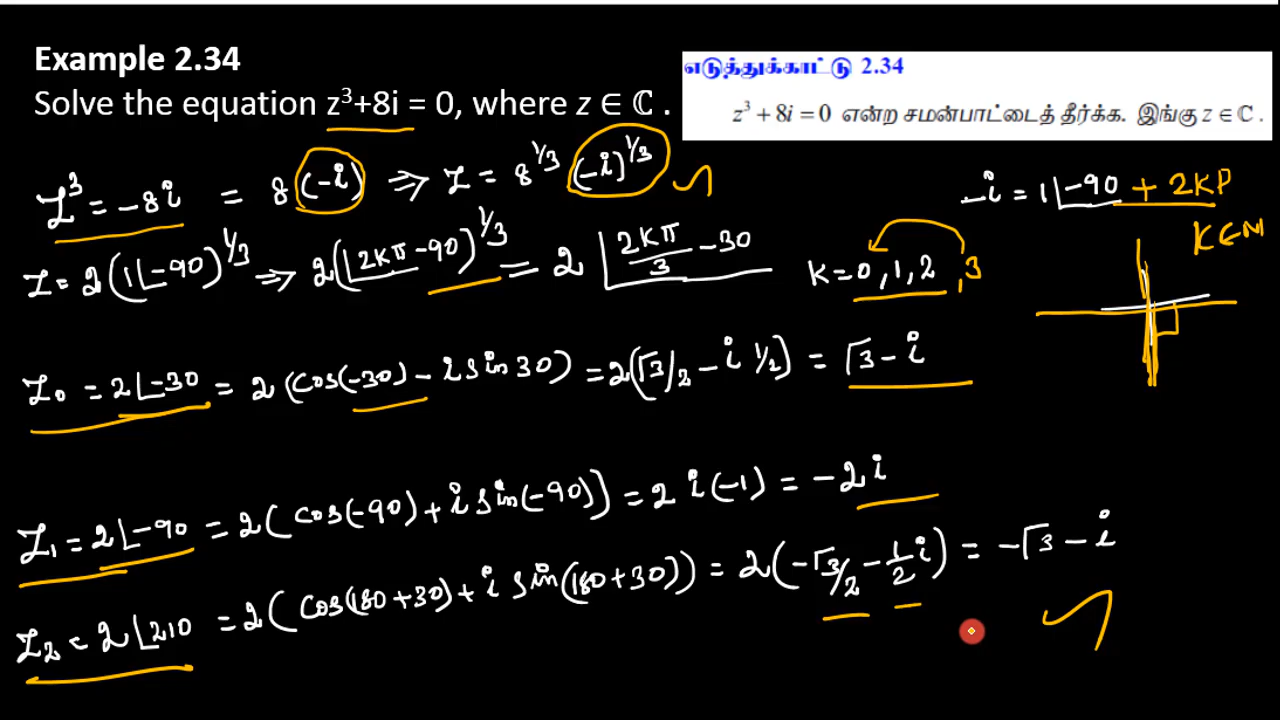 Example 2.34
Solve the equation z³+8i = 0, where z ∈ ℂ .
எடுத்துக்காட்டு 2.34
z³ + 8i = 0 என்ற சமன்பாட்டைத் தீர்க்க. இங்கு z ∈ ℂ .
Z³ = -8i = 8 (-i) ⇒ Z = 8^1/3 (-i)^1/3
-i = 1∠-90 + 2KP
K∈N
Z = 2(1∠-90)^1/3 ⇒ 2(∠2Kπ-90)^1/3 = 2∠2Kπ/3 - 30
K=0,1,2,3
Z₀ = 2∠-30 = 2(cos(-30) - i sin 30) = 2(√3/2 - i 1/2) = √3 - i
Z₁ = 2∠-90 = 2(cos(-90) + i sin(-90)) = 2 i(-1) = -2i
Z₂ = 2∠210 = 2(cos(180+30) + i sin(180+30)) = 2(-√3/2 - 1/2 i) = -√3 - i